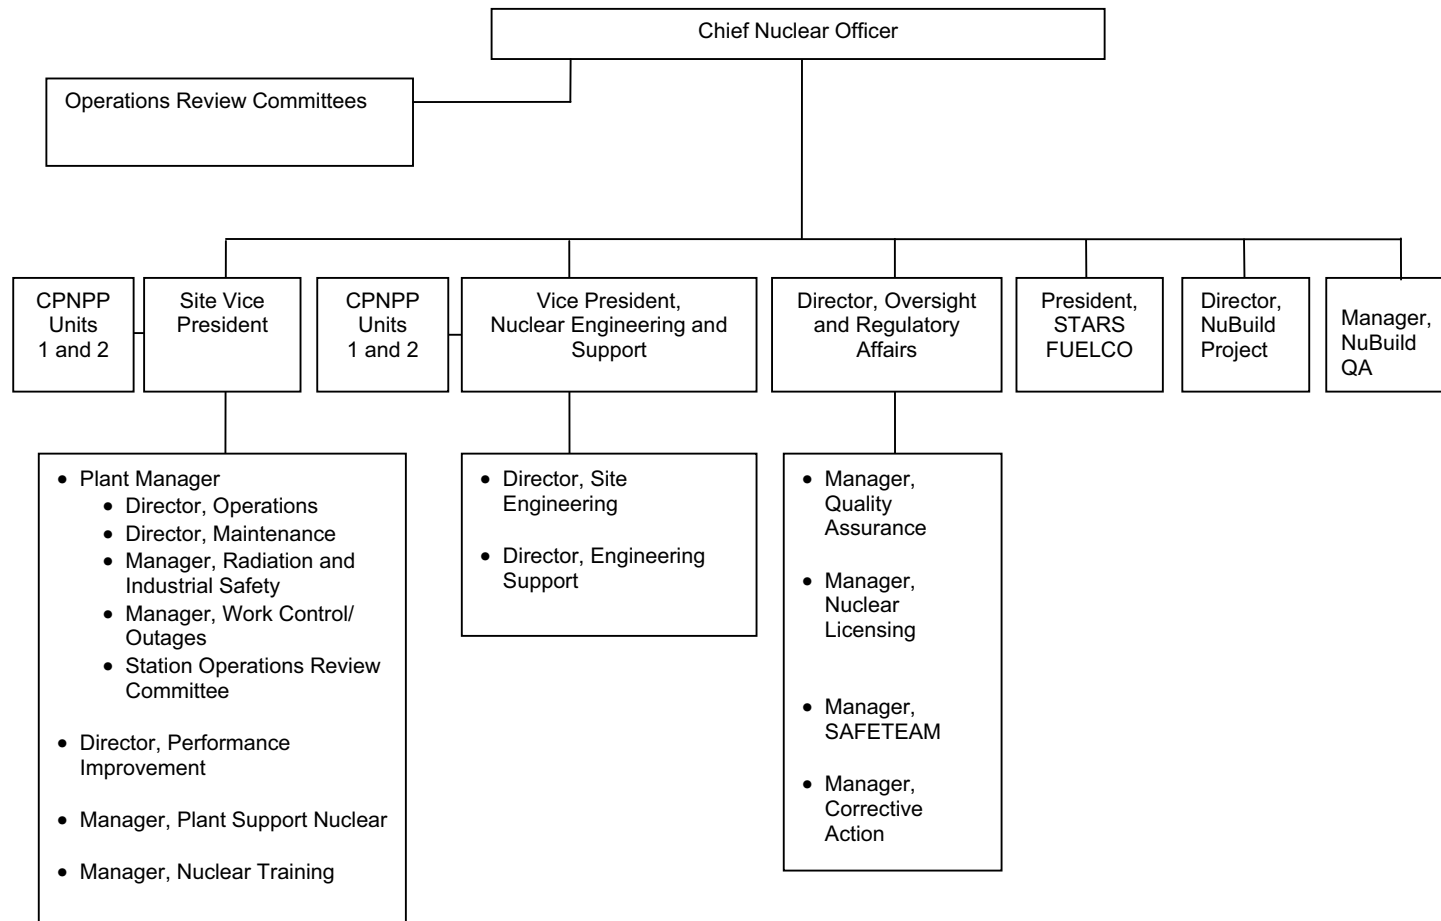 Chief Nuclear Officer
Operations Review Committees
CPNPP
Units
1 and 2
Site Vice
President
CPNPP
Units
1 and 2
Vice President,
Nuclear Engineering and
Support
Director, Oversight
and Regulatory
Affairs
President,
STARS
FUELCO
Director,
NuBuild
Project
Manager,
NuBuild
QA
• Plant Manager
• Director, Operations
• Director, Maintenance
• Manager, Radiation and
Industrial Safety
• Manager, Work Control/
Outages
• Station Operations Review
Committee
• Director, Performance
Improvement
• Manager, Plant Support Nuclear
• Manager, Nuclear Training
• Director, Site
Engineering
• Director, Engineering
Support
• Manager,
Quality
Assurance
• Manager,
Nuclear
Licensing
• Manager,
SAFETEAM
• Manager,
Corrective
Action